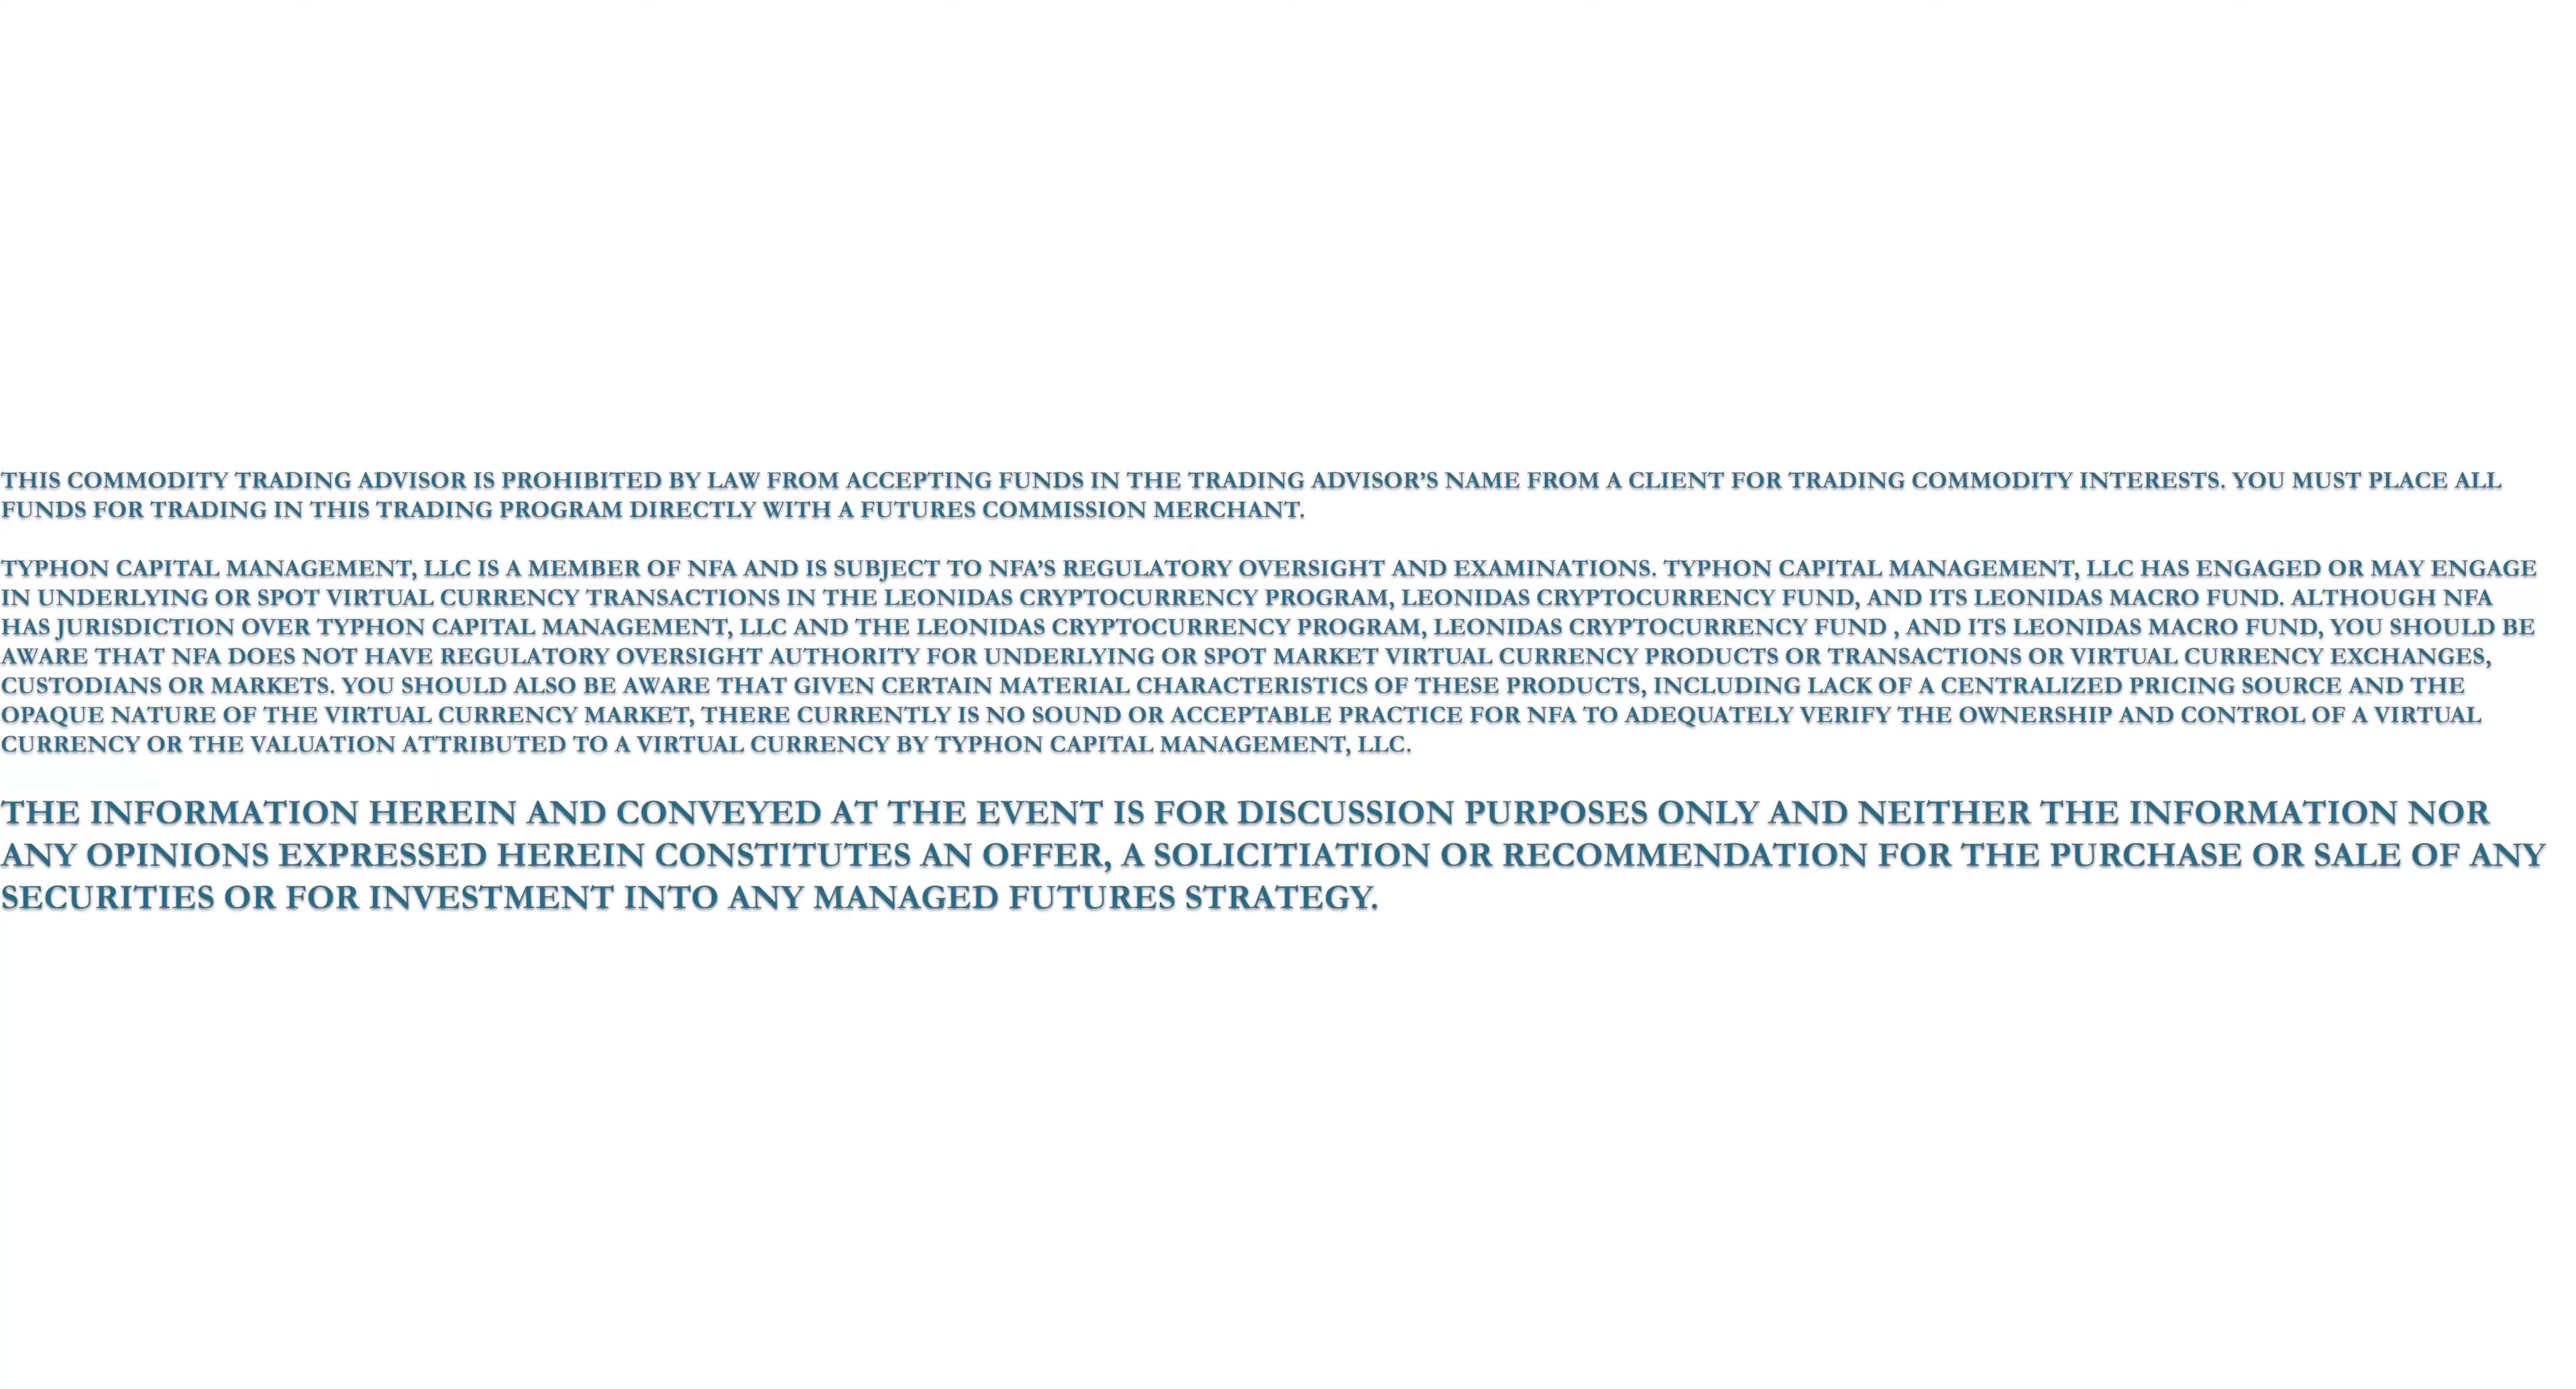 THIS COMMODITY TRADING ADVISOR IS PROHIBITED BY LAW FROM ACCEPTING FUNDS IN THE TRADING ADVISOR’S NAME FROM A CLIENT FOR TRADING COMMODITY INTERESTS. YOU MUST PLACE ALL
FUNDS FOR TRADING IN THIS TRADING PROGRAM DIRECTLY WITH A FUTURES COMMISSION MERCHANT.
TYPHON CAPITAL MANAGEMENT, LLC IS A MEMBER OF NFA AND IS SUBJECT TO NFA’S REGULATORY OVERSIGHT AND EXAMINATIONS. TYPHON CAPITAL MANAGEMENT, LLC HAS ENGAGED OR MAY ENGAGE
IN UNDERLYING OR SPOT VIRTUAL CURRENCY TRANSACTIONS IN THE LEONIDAS CRYPTOCURRENCY PROGRAM, LEONIDAS CRYPTOCURRENCY FUND, AND ITS LEONIDAS MACRO FUND. ALTHOUGH NFA
HAS JURISDICTION OVER TYPHON CAPITAL MANAGEMENT, LLC AND THE LEONIDAS CRYPTOCURRENCY PROGRAM, LEONIDAS CRYPTOCURRENCY FUND , AND ITS LEONIDAS MACRO FUND, YOU SHOULD BE
AWARE THAT NFA DOES NOT HAVE REGULATORY OVERSIGHT AUTHORITY FOR UNDERLYING OR SPOT MARKET VIRTUAL CURRENCY PRODUCTS OR TRANSACTIONS OR VIRTUAL CURRENCY EXCHANGES,
CUSTODIANS OR MARKETS. YOU SHOULD ALSO BE AWARE THAT GIVEN CERTAIN MATERIAL CHARACTERISTICS OF THESE PRODUCTS, INCLUDING LACK OF A CENTRALIZED PRICING SOURCE AND THE
OPAQUE NATURE OF THE VIRTUAL CURRENCY MARKET, THERE CURRENTLY IS NO SOUND OR ACCEPTABLE PRACTICE FOR NFA TO ADEQUATELY VERIFY THE OWNERSHIP AND CONTROL OF A VIRTUAL
CURRENCY OR THE VALUATION ATTRIBUTED TO A VIRTUAL CURRENCY BY TYPHON CAPITAL MANAGEMENT, LLC.
THE INFORMATION HEREIN AND CONVEYED AT THE EVENT IS FOR DISCUSSION PURPOSES ONLY AND NEITHER THE INFORMATION NOR
ANY OPINIONS EXPRESSED HEREIN CONSTITUTES AN OFFER, A SOLICITIATION OR RECOMMENDATION FOR THE PURCHASE OR SALE OF ANY
SECURITIES OR FOR INVESTMENT INTO ANY MANAGED FUTURES STRATEGY.